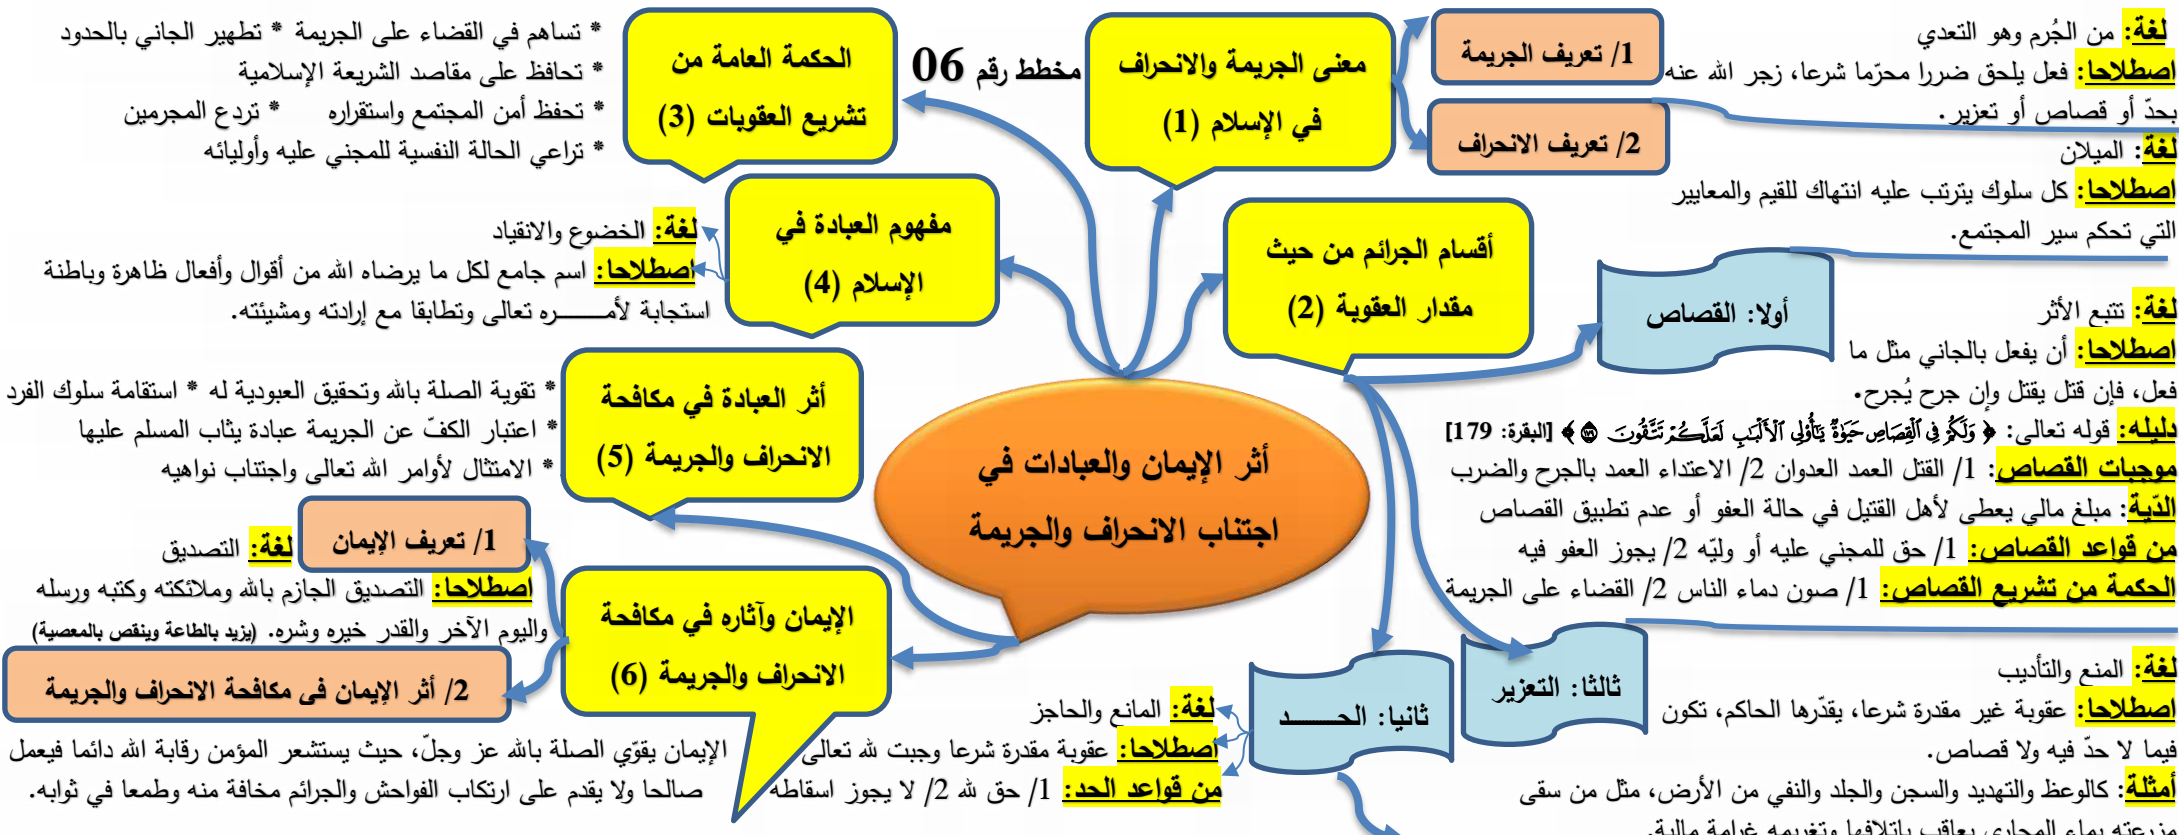 مخطط رقم 06
أثر الإيمان والعبادات في
اجتناب الانحراف والجريمة
معنى الجريمة والانحراف
في الإسلام (1)
1/ تعريف الجريمة
لغة: من الجُرم وهو التعدي
اصطلاحا: فعل يلحق ضررا محرّما شرعا، زجر الله عنه
بحدّ أو قصاص أو تعزير.
2/ تعريف الانحراف
لغة: الميلان
اصطلاحا: كل سلوك يترتب عليه انتهاك للقيم والمعايير
التي تحكم سير المجتمع.
أقسام الجرائم من حيث
مقدار العقوبة (2)
أولا: القصاص
لغة: تتبع الأثر
اصطلاحا: أن يفعل بالجاني مثل ما
فعل، فإن قتل يقتل وإن جرح يُجرح.
دليله: قوله تعالى: ﴿ وَلَكُمْ فِي ٱلْقِصَاصِ حَيَوٰةٌ يَٰٓأُوْلِي ٱلْأَلْبَٰبِ لَعَلَّكُمْ تَتَّقُونَ ١٧٩ ﴾ [البقرة: 179]
موجبات القصاص: 1/ القتل العمد العدوان 2/ الاعتداء العمد بالجرح والضرب
الدّية: مبلغ مالي يعطى لأهل القتيل في حالة العفو أو عدم تطبيق القصاص
من قواعد القصاص: 1/ حق للمجني عليه أو وليّه 2/ يجوز العفو فيه
الحكمة من تشريع القصاص: 1/ صون دماء الناس 2/ القضاء على الجريمة
ثانيا: الحـــــد
لغة: المانع والحاجز
اصطلاحا: عقوبة مقدرة شرعا وجبت لله تعالى
من قواعد الحد: 1/ حق لله 2/ لا يجوز اسقاطه
ثالثا: التعزير
لغة: المنع والتأديب
اصطلاحا: عقوبة غير مقدرة شرعا، يقدّرها الحاكم، تكون
فيما لا حدّ فيه ولا قصاص.
أمثلة: كالوعظ والتهديد والسجن والجلد والنفي من الأرض، مثل من سقى
مزرعته بماء المجاري يعاقب بإتلافها وتغريمه غرامة مالية.
الحكمة العامة من
تشريع العقوبات (3)
* تساهم في القضاء على الجريمة * تطهير الجاني بالحدود
* تحافظ على مقاصد الشريعة الإسلامية
* تحفظ أمن المجتمع واستقراره * تردع المجرمين
* تراعي الحالة النفسية للمجني عليه وأوليائه
مفهوم العبادة في
الإسلام (4)
لغة: الخضوع والانقياد
اصطلاحا: اسم جامع لكل ما يرضاه الله من أقوال وأفعال ظاهرة وباطنة
استجابة لأمـــــره تعالى وتطابقا مع إرادته ومشيئته.
أثر العبادة في مكافحة
الانحراف والجريمة (5)
* تقوية الصلة بالله وتحقيق العبودية له * استقامة سلوك الفرد
* اعتبار الكفّ عن الجريمة عبادة يثاب المسلم عليها
* الامتثال لأوامر الله تعالى واجتناب نواهيه
الإيمان وآثاره في مكافحة
الانحراف والجريمة (6)
1/ تعريف الإيمان
لغة: التصديق
اصطلاحا: التصديق الجازم بالله وملائكته وكتبه ورسله
واليوم الآخر والقدر خيره وشره. (يزيد بالطاعة وينقص بالمعصية)
2/ أثر الإيمان في مكافحة الانحراف والجريمة
الإيمان يقوّي الصلة بالله عز وجلّ، حيث يستشعر المؤمن رقابة الله دائما فيعمل
صالحا ولا يقدم على ارتكاب الفواحش والجرائم مخافة منه وطمعا في ثوابه.